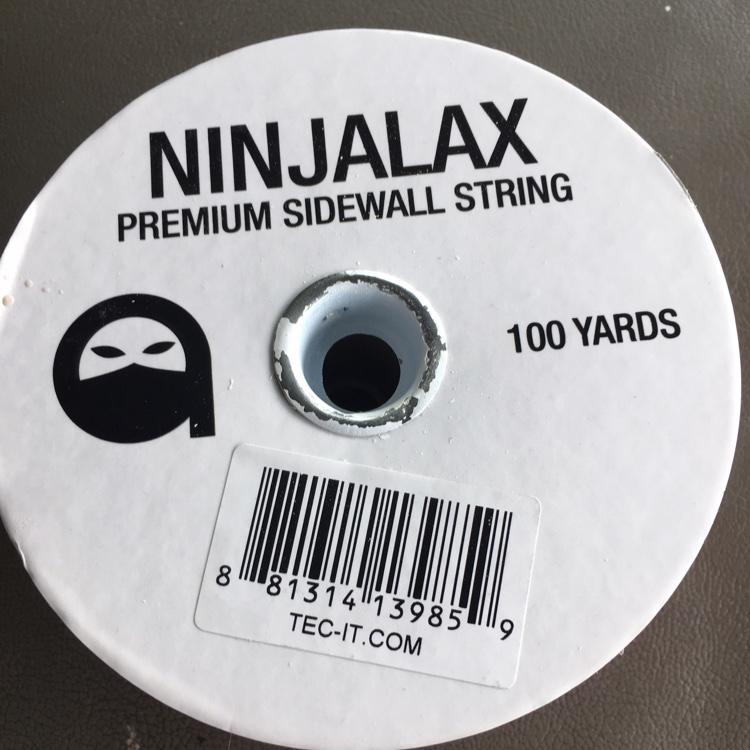 NINJALAX
PREMIUM SIDEWALL STRING
100 YARDS
8 81314 13985 9
TEC-IT.COM